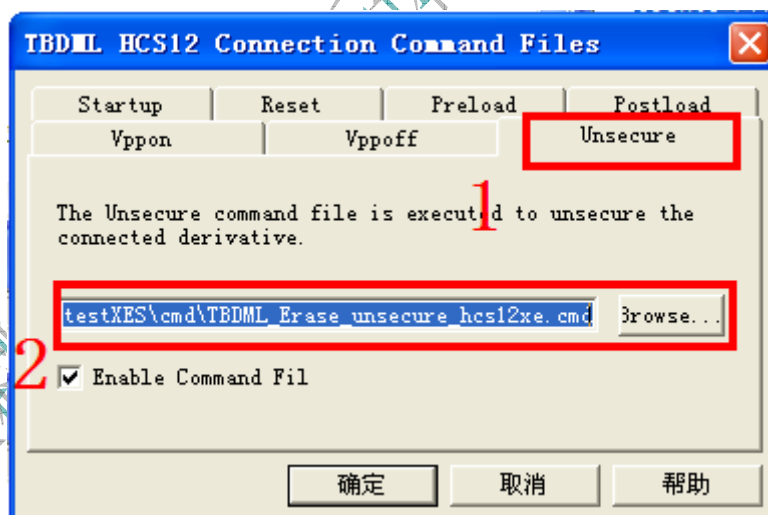 TBDML HCS12 Connection Command Files
Startup Reset Preload Postload
Vppon Vppoff Unsecure
1
The Unsecure command file is executed to unsecure the
connected derivative.
testXES\cmd\TBDML_Erase_unsecure_hcs12xe.cmd Browse...
2
Enable Command Fil
确定 取消 帮助